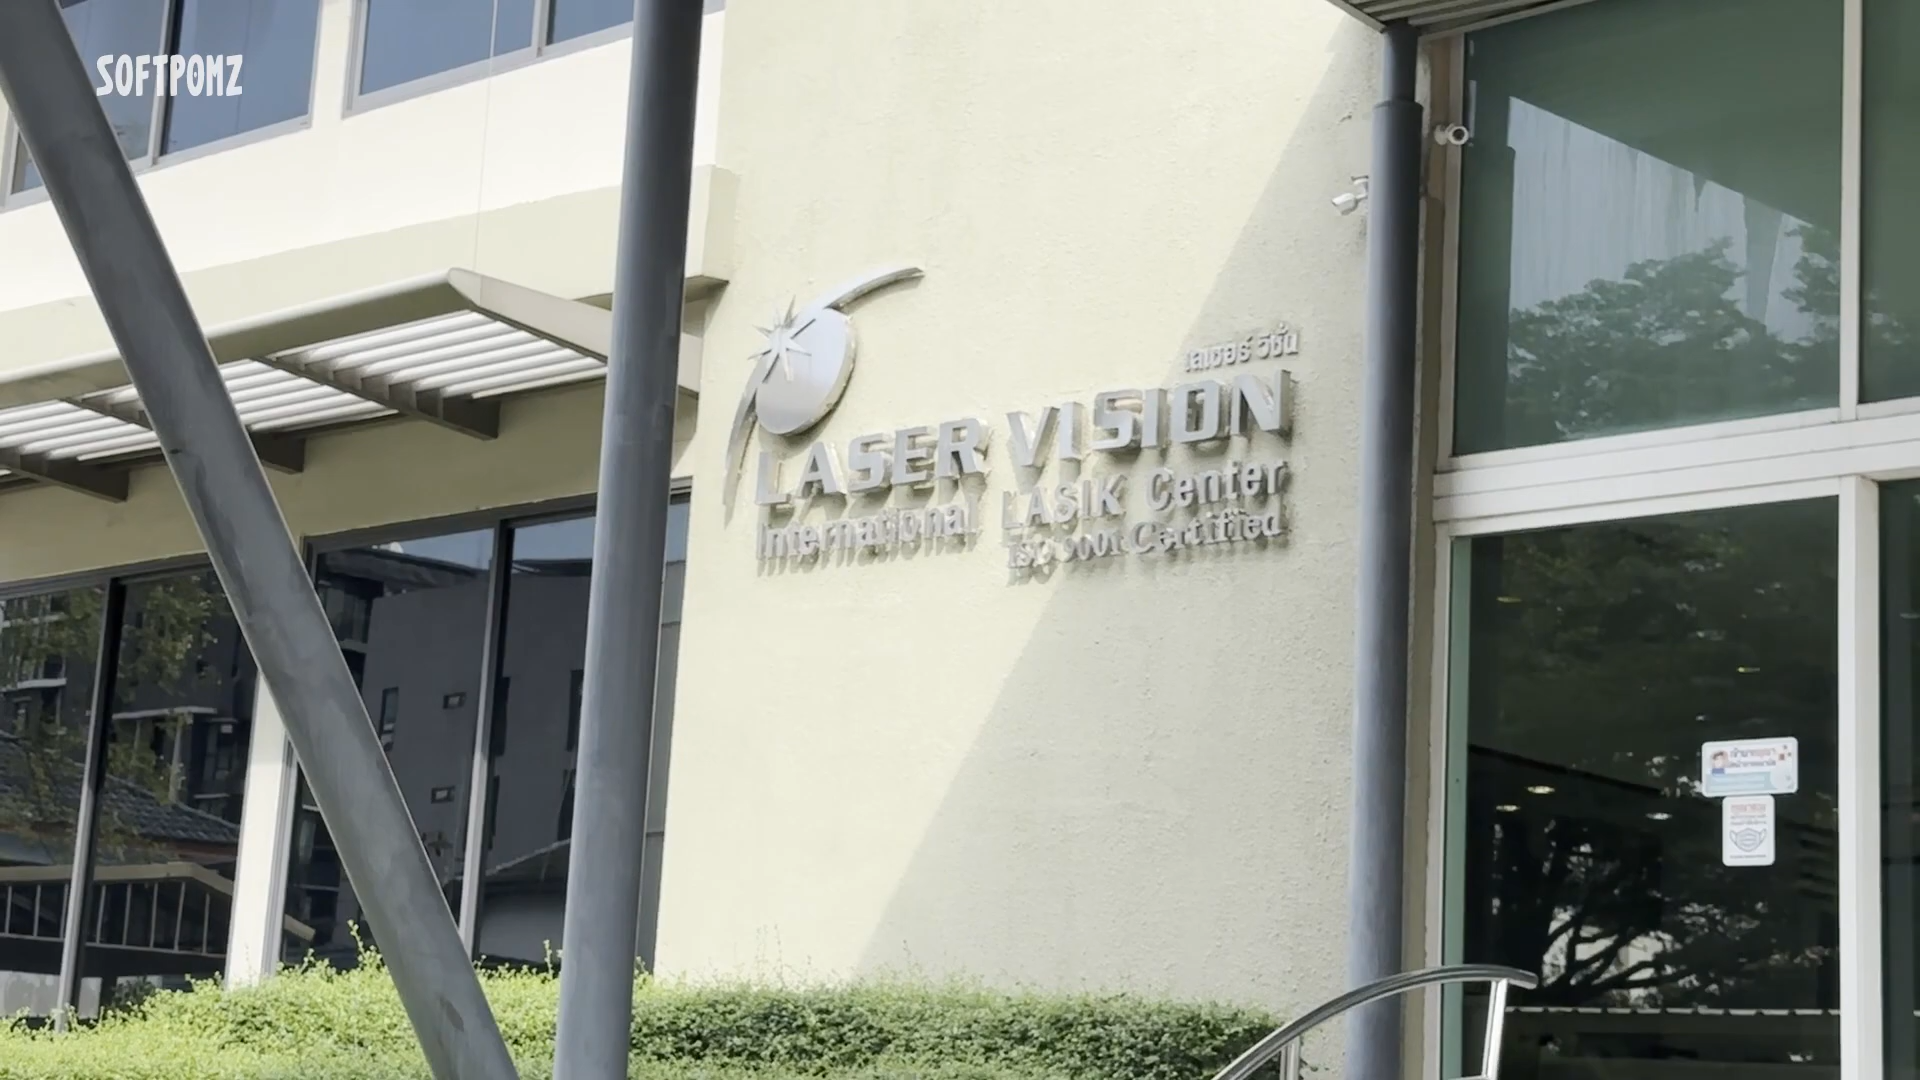 SOFTPOMZ
เลเซอร์ วิชั่น
LASER VISION
International LASIK Center
ISO 9001 Certified